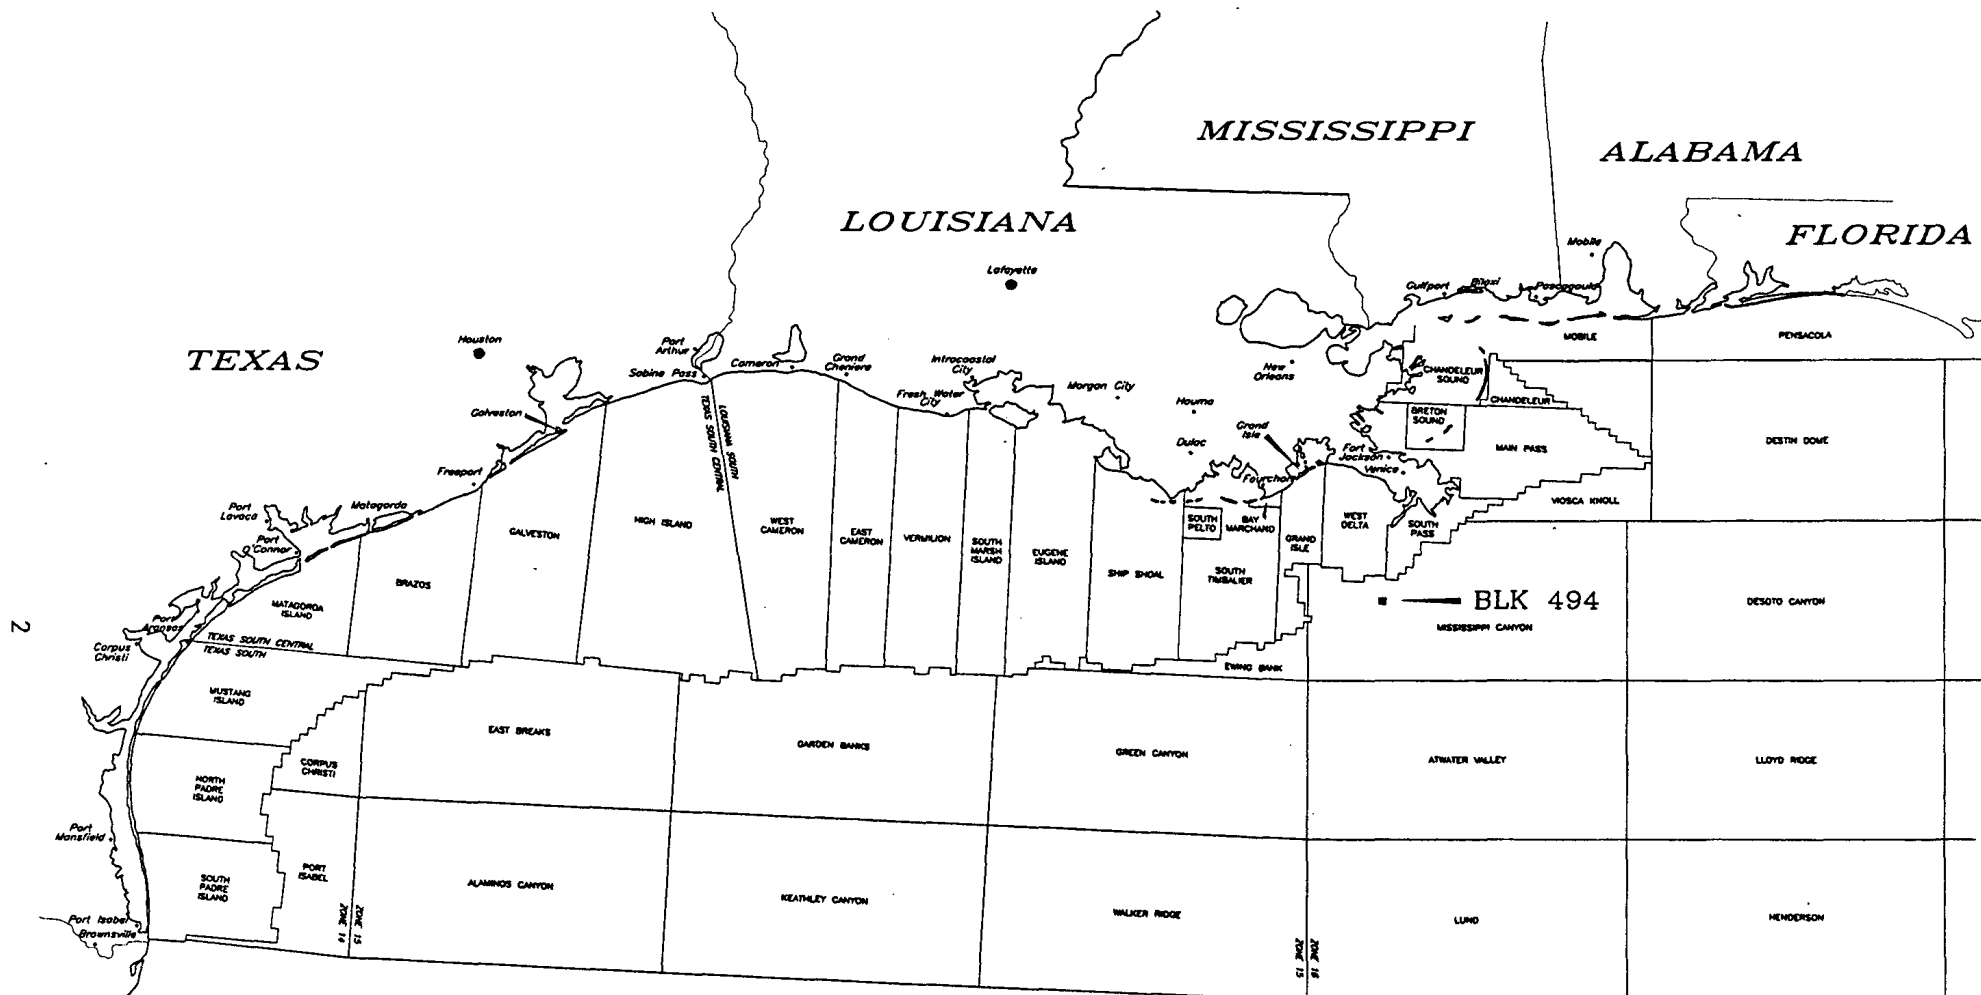 MISSISSIPPI
ALABAMA
LOUISIANA
FLORIDA
TEXAS
Mobile
Lafayette
Gulfport
Biloxi
Pascagoula
MOBILE
PENSACOLA
Houston
Port
Arthur
Sabine Pass
Cameron
Grand
Cheniere
Intracoastal
City
Fresh Water
City
Morgan City
New
Orleans
CHANDELEUR
SOUND
CHANDELEUR
BRETON
SOUND
Houma
Dulac
Grand
Isle
Fourchon
Fort
Jackson
Venice
MAIN PASS
DESTIN DOME
VIOSCA KNOLL
Galveston
Freeport
Matagorda
Port
Lavaca
Port
O'Connor
Port
Aransas
Corpus
Christi
LOUISIANA SOUTH
TEXAS SOUTH CENTRAL
GALVESTON
HIGH ISLAND
WEST
CAMERON
EAST
CAMERON
VERMILION
SOUTH
MARSH
ISLAND
EUGENE
ISLAND
SHIP SHOAL
SOUTH
PELTO
BAY
MARCHAND
SOUTH
TIMBALIER
GRAND
ISLE
WEST
DELTA
SOUTH
PASS
BRAZOS
MATAGORDA
ISLAND
BLK 494
MISSISSIPPI CANYON
DESOTO CANYON
2
TEXAS SOUTH CENTRAL
TEXAS SOUTH
EWING BANK
MUSTANG
ISLAND
EAST BREAKS
GARDEN BANKS
GREEN CANYON
ATWATER VALLEY
LLOYD RIDGE
CORPUS
CHRISTI
NORTH
PADRE
ISLAND
Port
Mansfield
SOUTH
PADRE
ISLAND
PORT
ISABEL
ALAMINOS CANYON
KEATHLEY CANYON
WALKER RIDGE
LUND
HENDERSON
Port Isabel
Brownsville
ZONE 15
ZONE 14
ZONE 16
ZONE 15